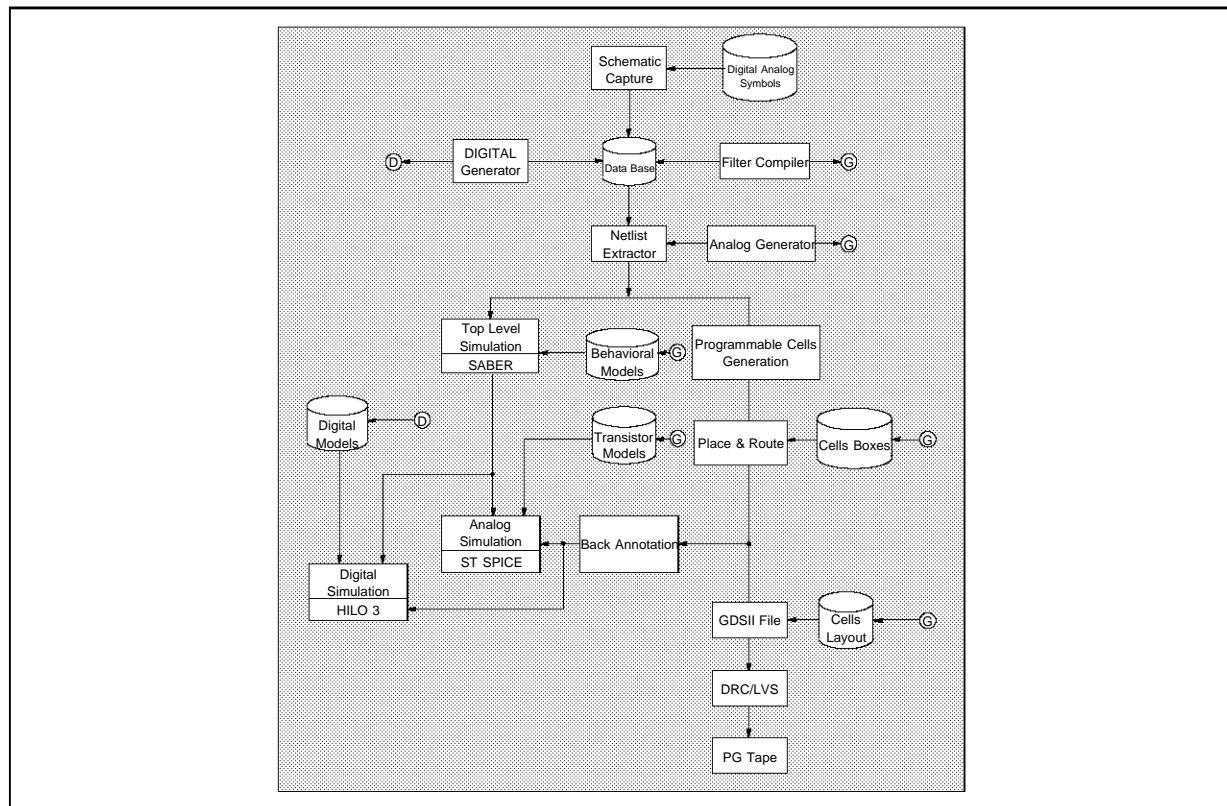 Schematic
Capture
Digital Analog
Symbols
D
DIGITAL
Generator
Data Base
Filter Compiler
G
Netlist
Extractor
Analog Generator
G
Top Level
Simulation
SABER
Behavioral
Models
G
Programmable Cells
Generation
Digital
Models
D
Transistor
Models
G
Place & Route
Cells Boxes
G
Analog
Simulation
ST SPICE
Back Annotation
Digital
Simulation
HILO 3
GDSII File
Cells
Layout
G
DRC/LVS
PG Tape